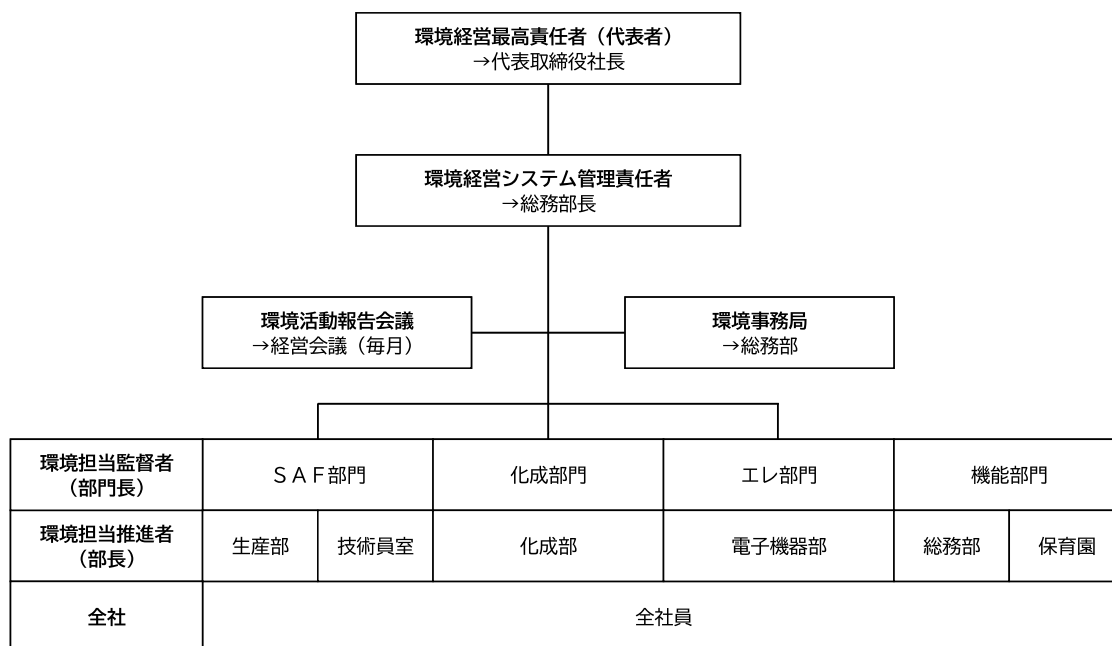 環境経営最高責任者（代表者）
→代表取締役社長
環境経営システム管理責任者
→総務部長
環境活動報告会議
→経営会議（毎月）
環境事務局
→総務部
環境担当監督者
（部門長）
ＳＡＦ部門
化成部門
エレ部門
機能部門
環境担当推進者
（部長）
生産部
技術員室
化成部
電子機器部
総務部
保育園
全社
全社員